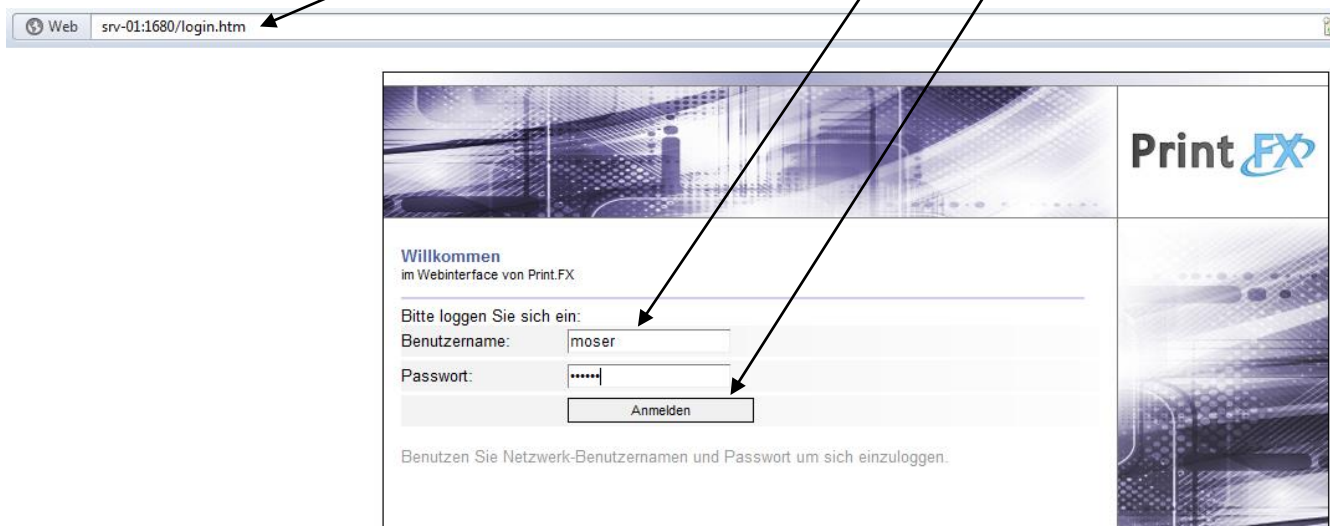 Web srv-01:1680/login.htm
Print FX
Willkommen
im Webinterface von Print.FX
Bitte loggen Sie sich ein:
Benutzername: moser
Passwort: ••••••
Anmelden
Benutzen Sie Netzwerk-Benutzernamen und Passwort um sich einzuloggen.